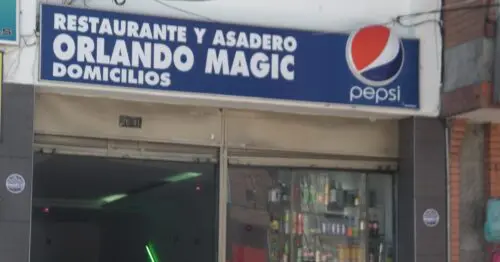 RESTAURANTE Y ASADERO
ORLANDO MAGIC
DOMICILIOS
pepsi